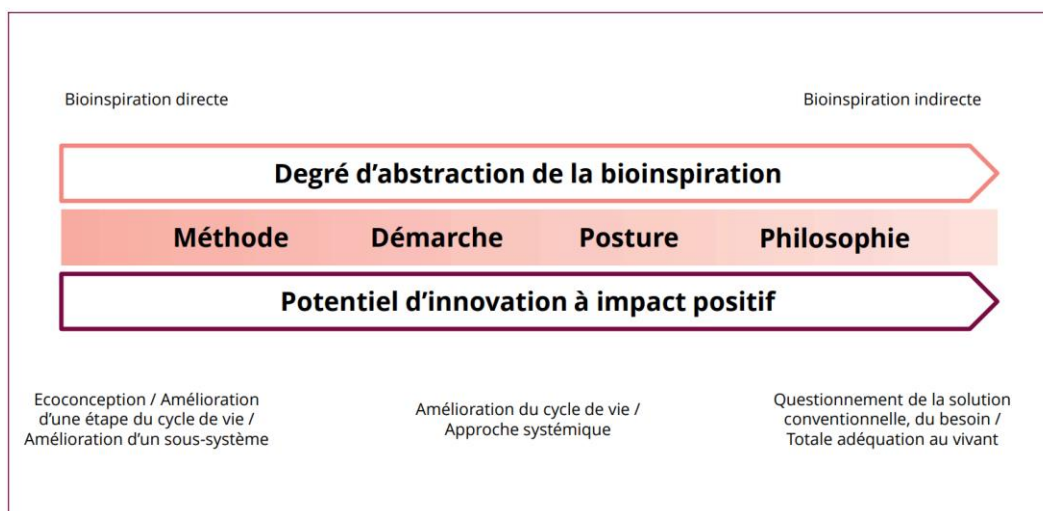 Bioinspiration directe
Bioinspiration indirecte
Degré d’abstraction de la bioinspiration
Méthode Démarche Posture Philosophie
Potentiel d’innovation à impact positif
Ecoconception / Amélioration
d’une étape du cycle de vie /
Amélioration d’un sous-système
Amélioration du cycle de vie /
Approche systémique
Questionnement de la solution
conventionnelle, du besoin /
Totale adéquation au vivant